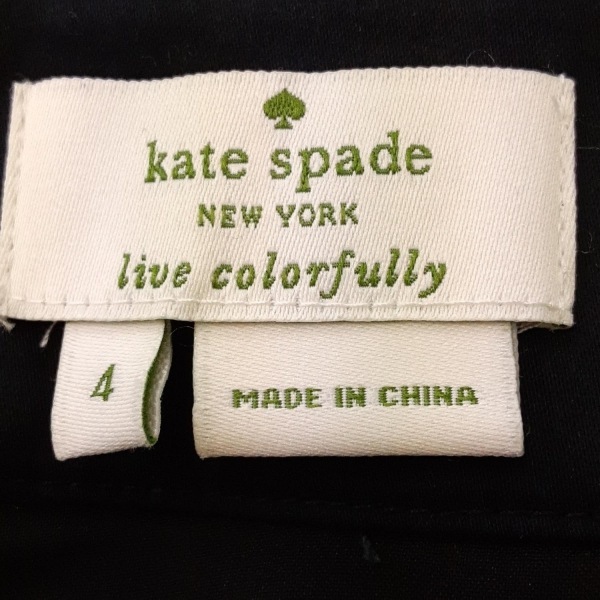 kate spade
NEW YORK
live colorfully
4
MADE IN CHINA